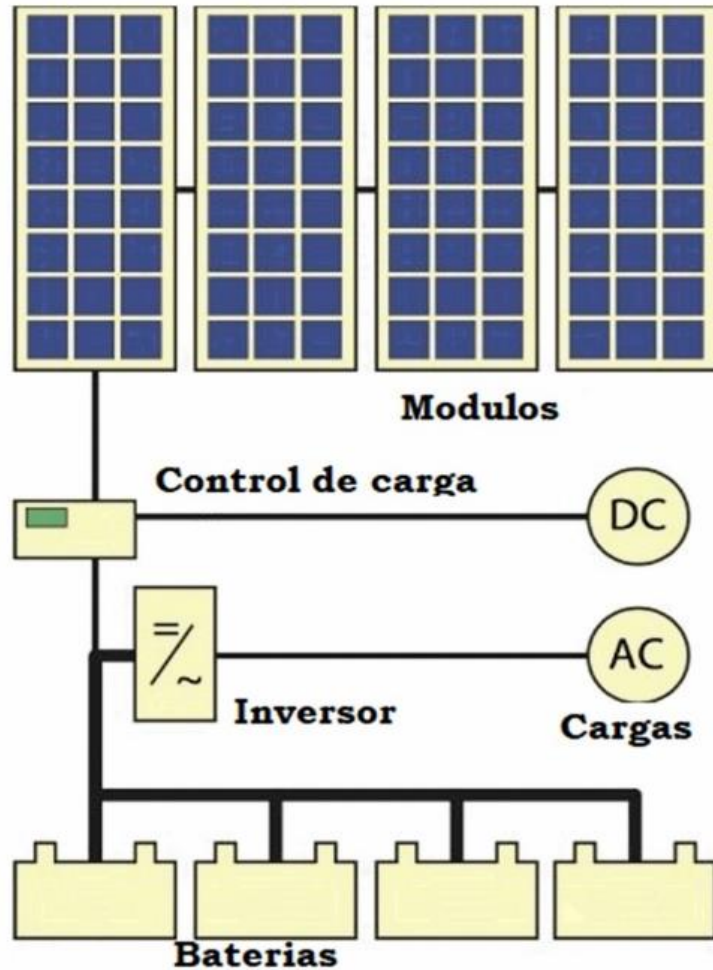 Modulos
Control de carga
DC
=
~
AC
Inversor
Cargas
Baterias